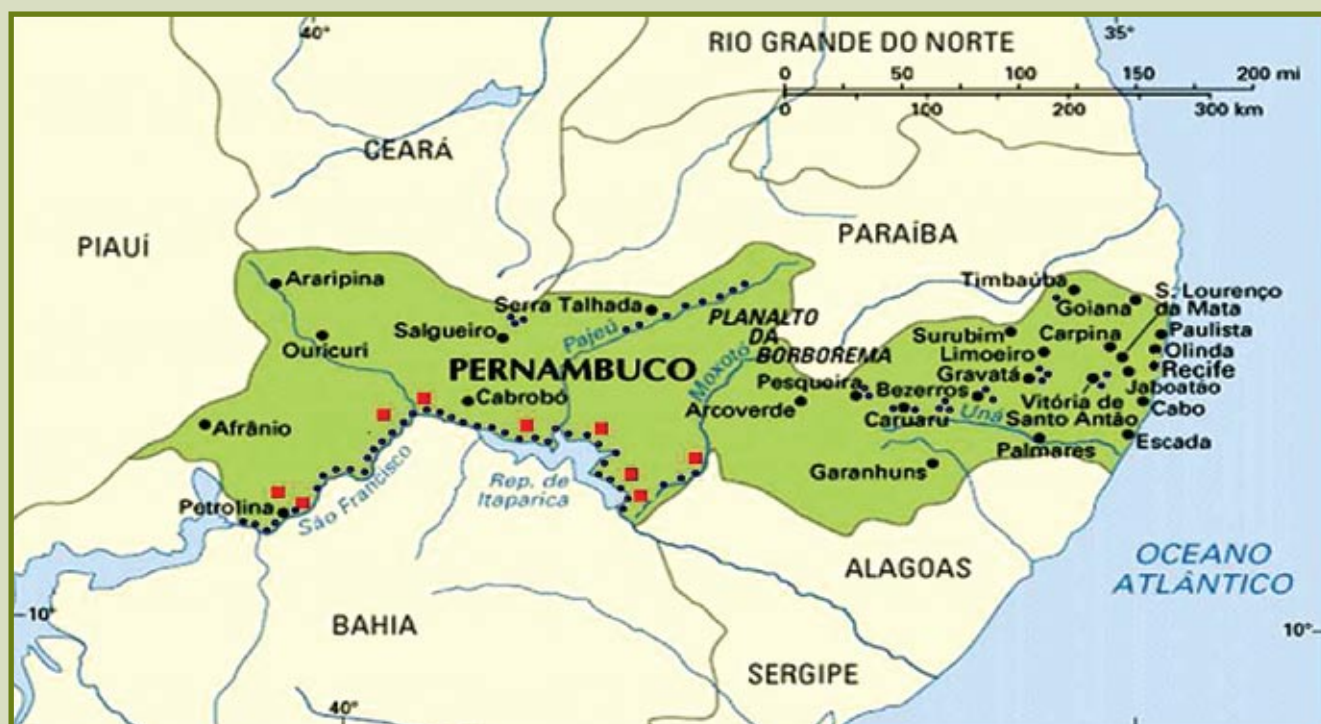 40°
35°
RIO GRANDE DO NORTE
0 50 100 150 200 mi
100 200 300 km
CEARÁ
PIAUÍ
PARAÍBA
Araripina
Timbaúba
Serra Talhada
Goiana
S. Lourenço
da Mata
Salgueiro
Pajeú
PLANALTO
DA
BORBOREMA
Surubim
Carpina
Paulista
Ouricuri
Limoeiro
Olinda
PERNAMBUCO
Moxotó
Gravatá
Recife
Pesqueira
Bezerros
Jaboatão
Cabrobó
Arcoverde
Vitória de
Santo Antão
Cabo
Afrânio
Caruaru
Uná
Escada
Palmares
Garanhuns
Rep. de
Itaparica
São Francisco
Petrolina
ALAGOAS
OCEANO
ATLÂNTICO
10°
BAHIA
10°
SERGIPE
40°